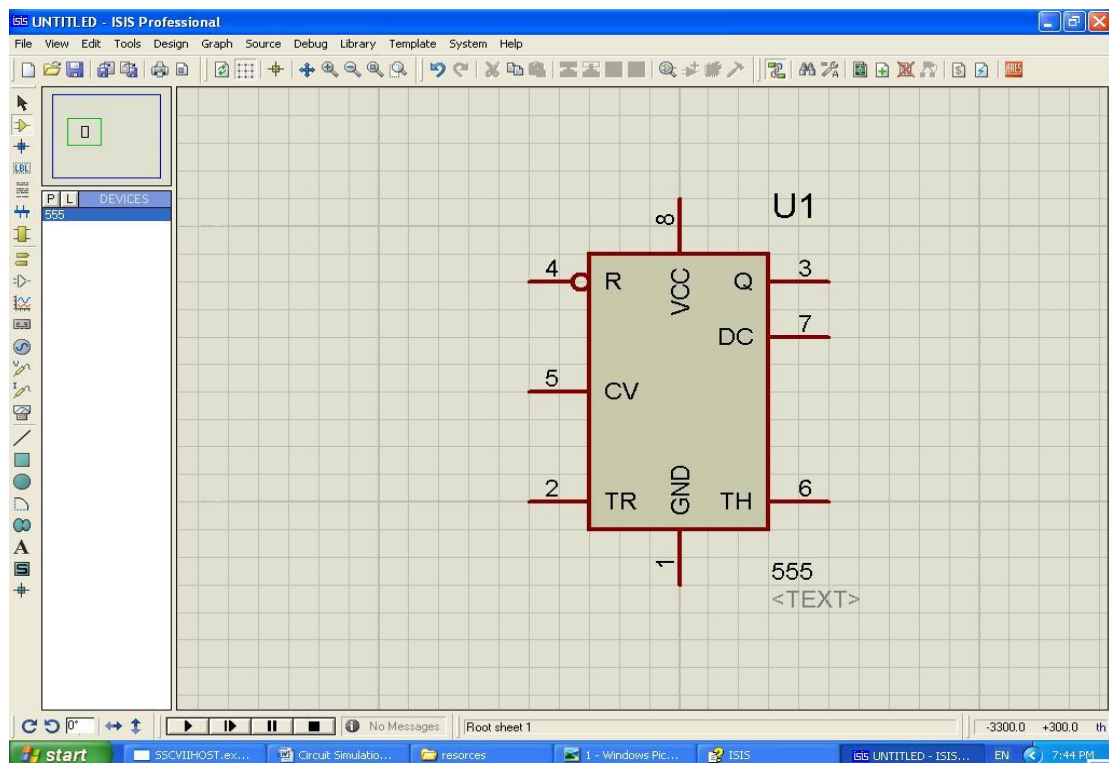 ISIS UNTITLED - ISIS Professional
File View Edit Tools Design Graph Source Debug Library Template System Help
ARES
LBL
P L DEVICES
555
U1
8
4 R VCC Q 3
DC 7
5 CV
2 TR GND TH 6
1
555
<TEXT>
A
S
0° No Messages Root sheet 1 -3300.0 +300.0 th
start SSCVIIHOST.ex... Circuit Simulatio... resorces 1 - Windows Pic... ISIS ISIS UNTITLED - ISIS... EN 7:44 PM